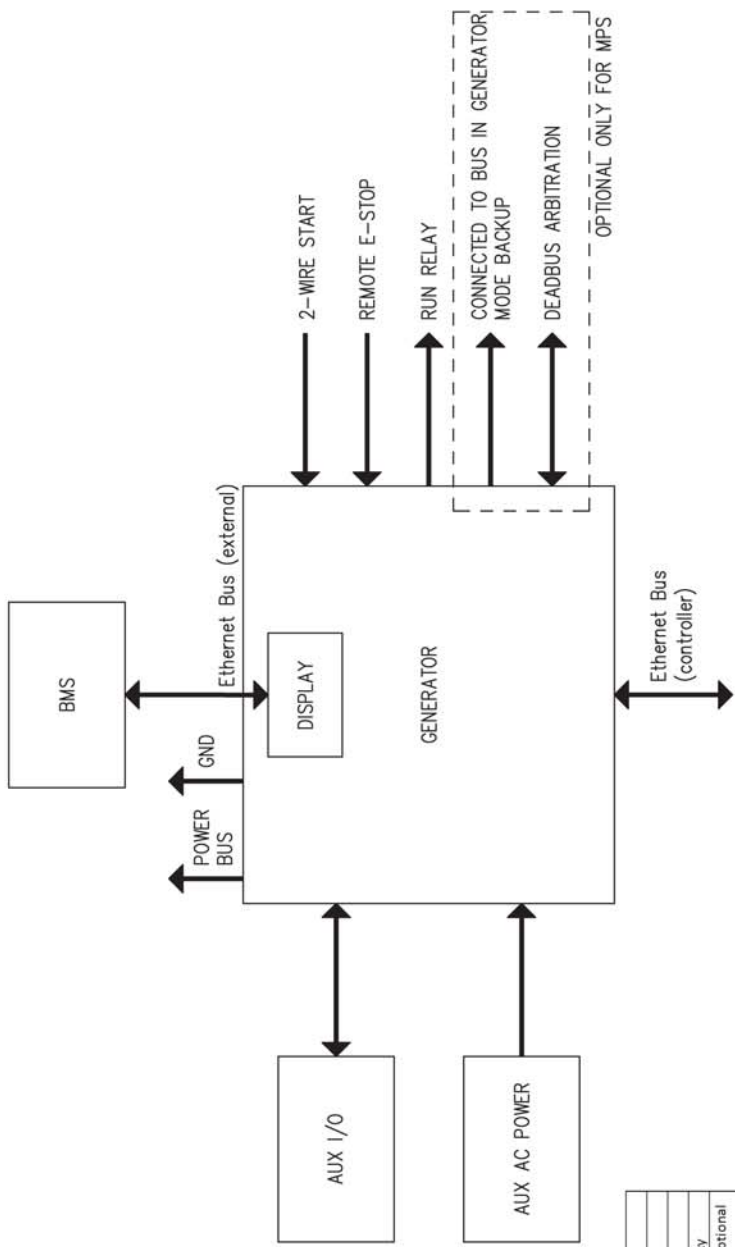 BMS
Ethernet Bus (external)
GND
POWER
BUS
DISPLAY
GENERATOR
2-WIRE START
REMOTE E-STOP
RUN RELAY
CONNECTED TO BUS IN GENERATOR
MODE BACKUP
DEADBUS ARBITRATION
OPTIONAL ONLY FOR MPS
AUX I/O
AUX AC POWER
Ethernet Bus
(controller)